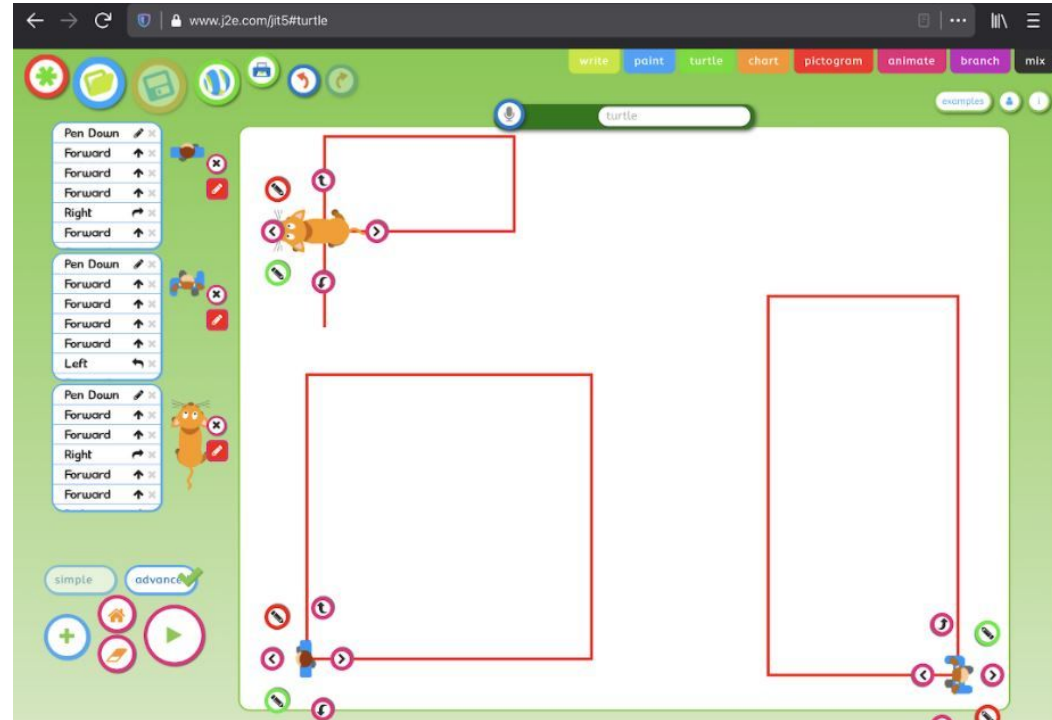 www.j2e.com/jit5#turtle
write paint turtle chart pictogram animate branch mix
examples i
turtle
Pen Down
Forward
Forward
Forward
Right
Forward
Pen Down
Forward
Forward
Forward
Forward
Left
Pen Down
Forward
Forward
Right
Forward
Forward
simple advance